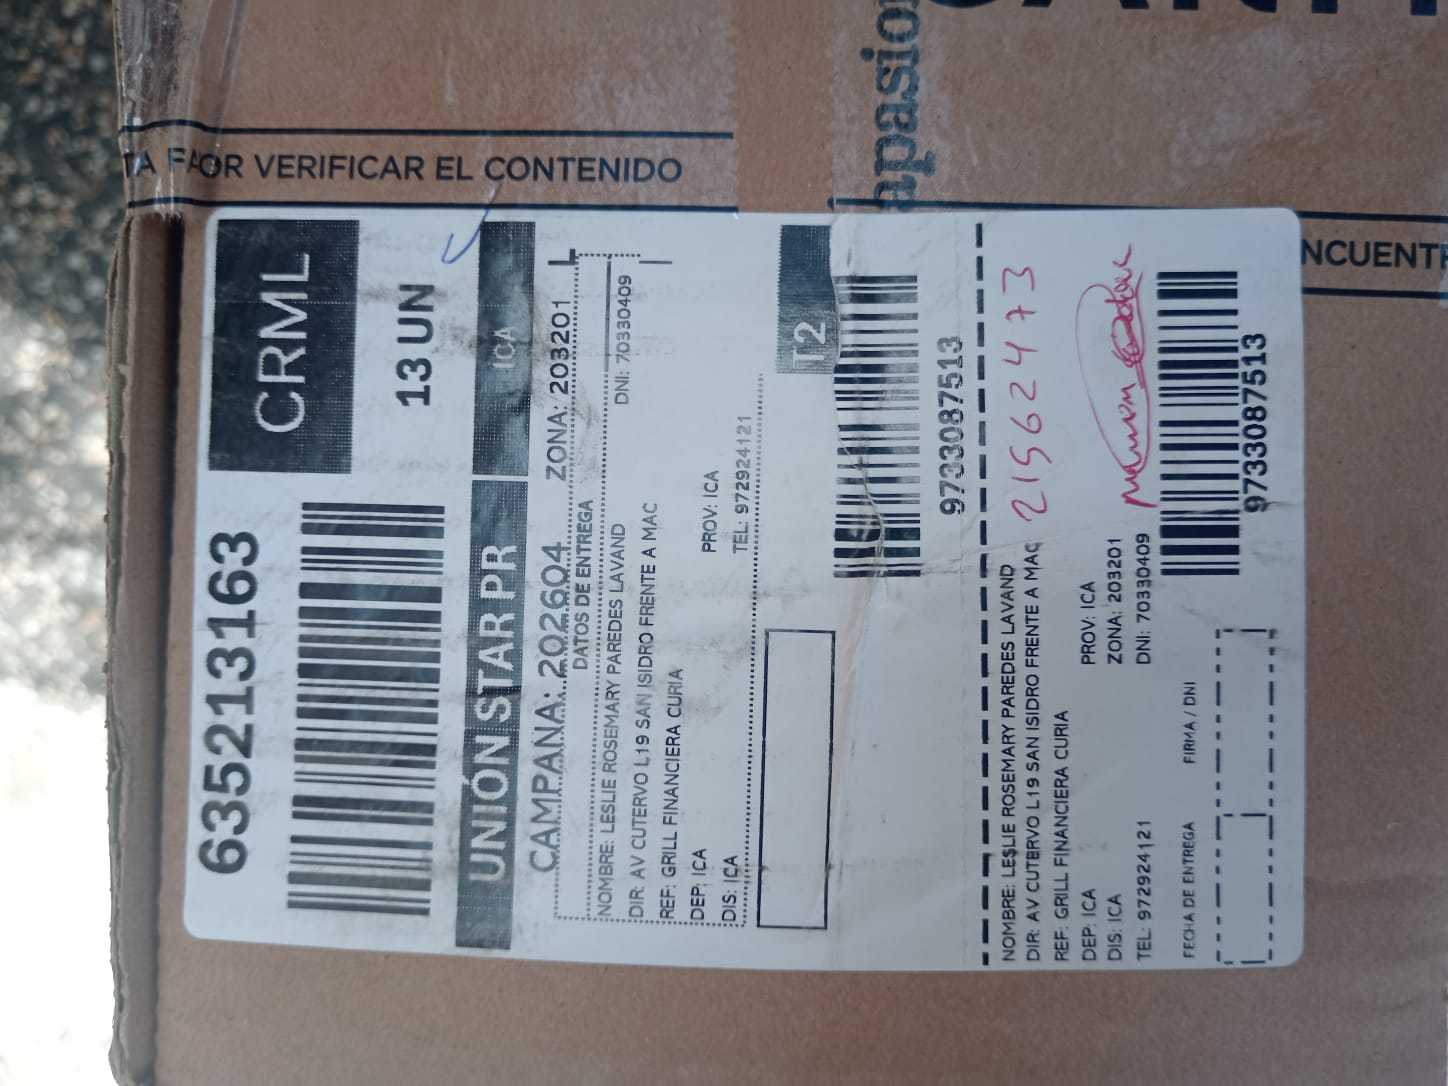 TA FAVOR VERIFICAR EL CONTENIDO
apasion
NCUENT
6352131163
CRML
13 UN
UNIÓN STAR PR
ICA
CAMPAÑA: 202604 ZONA: 203201
DATOS DE ENTREGA
NOMBRE: LESLIE ROSEMARY PAREDES LAVAND DNI: 70330409
DIR: AV CUTERVO L19 SAN ISIDRO FRENTE A MAC
REF: GRILL FINANCIERA CURIA
DEP: ICA PROV: ICA
DIS: ICA TEL: 972924121
T2
9733087513
NOMBRE: LESLIE ROSEMARY PAREDES LAVAND
DIR: AV CUTERVO L19 SAN ISIDRO FRENTE A MAC
21562473
REF: GRILL FINANCIERA CURIA
DEP: ICA PROV: ICA
DIS: ICA ZONA: 203201
TEL: 972924121 DNI: 70330409
FECHA DE ENTREGA FIRMA / DNI
9733087513